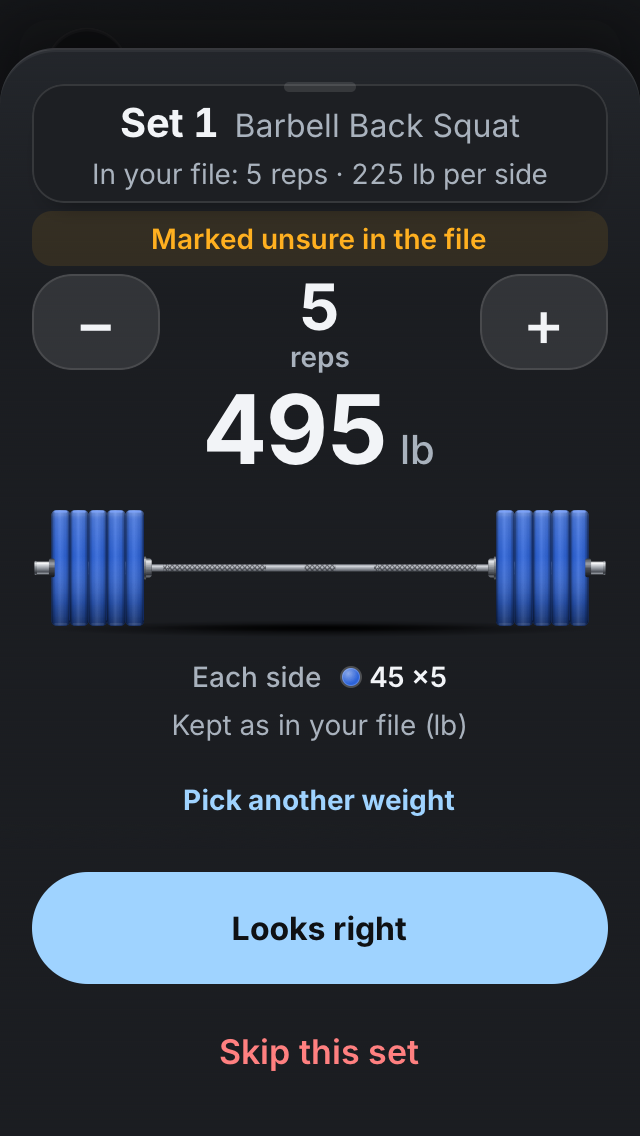 Set 1 Barbell Back Squat
In your file: 5 reps · 225 lb per side
Marked unsure in the file
− 5 +
reps
495 lb
Each side 45 ×5
Kept as in your file (lb)
Pick another weight
Looks right
Skip this set